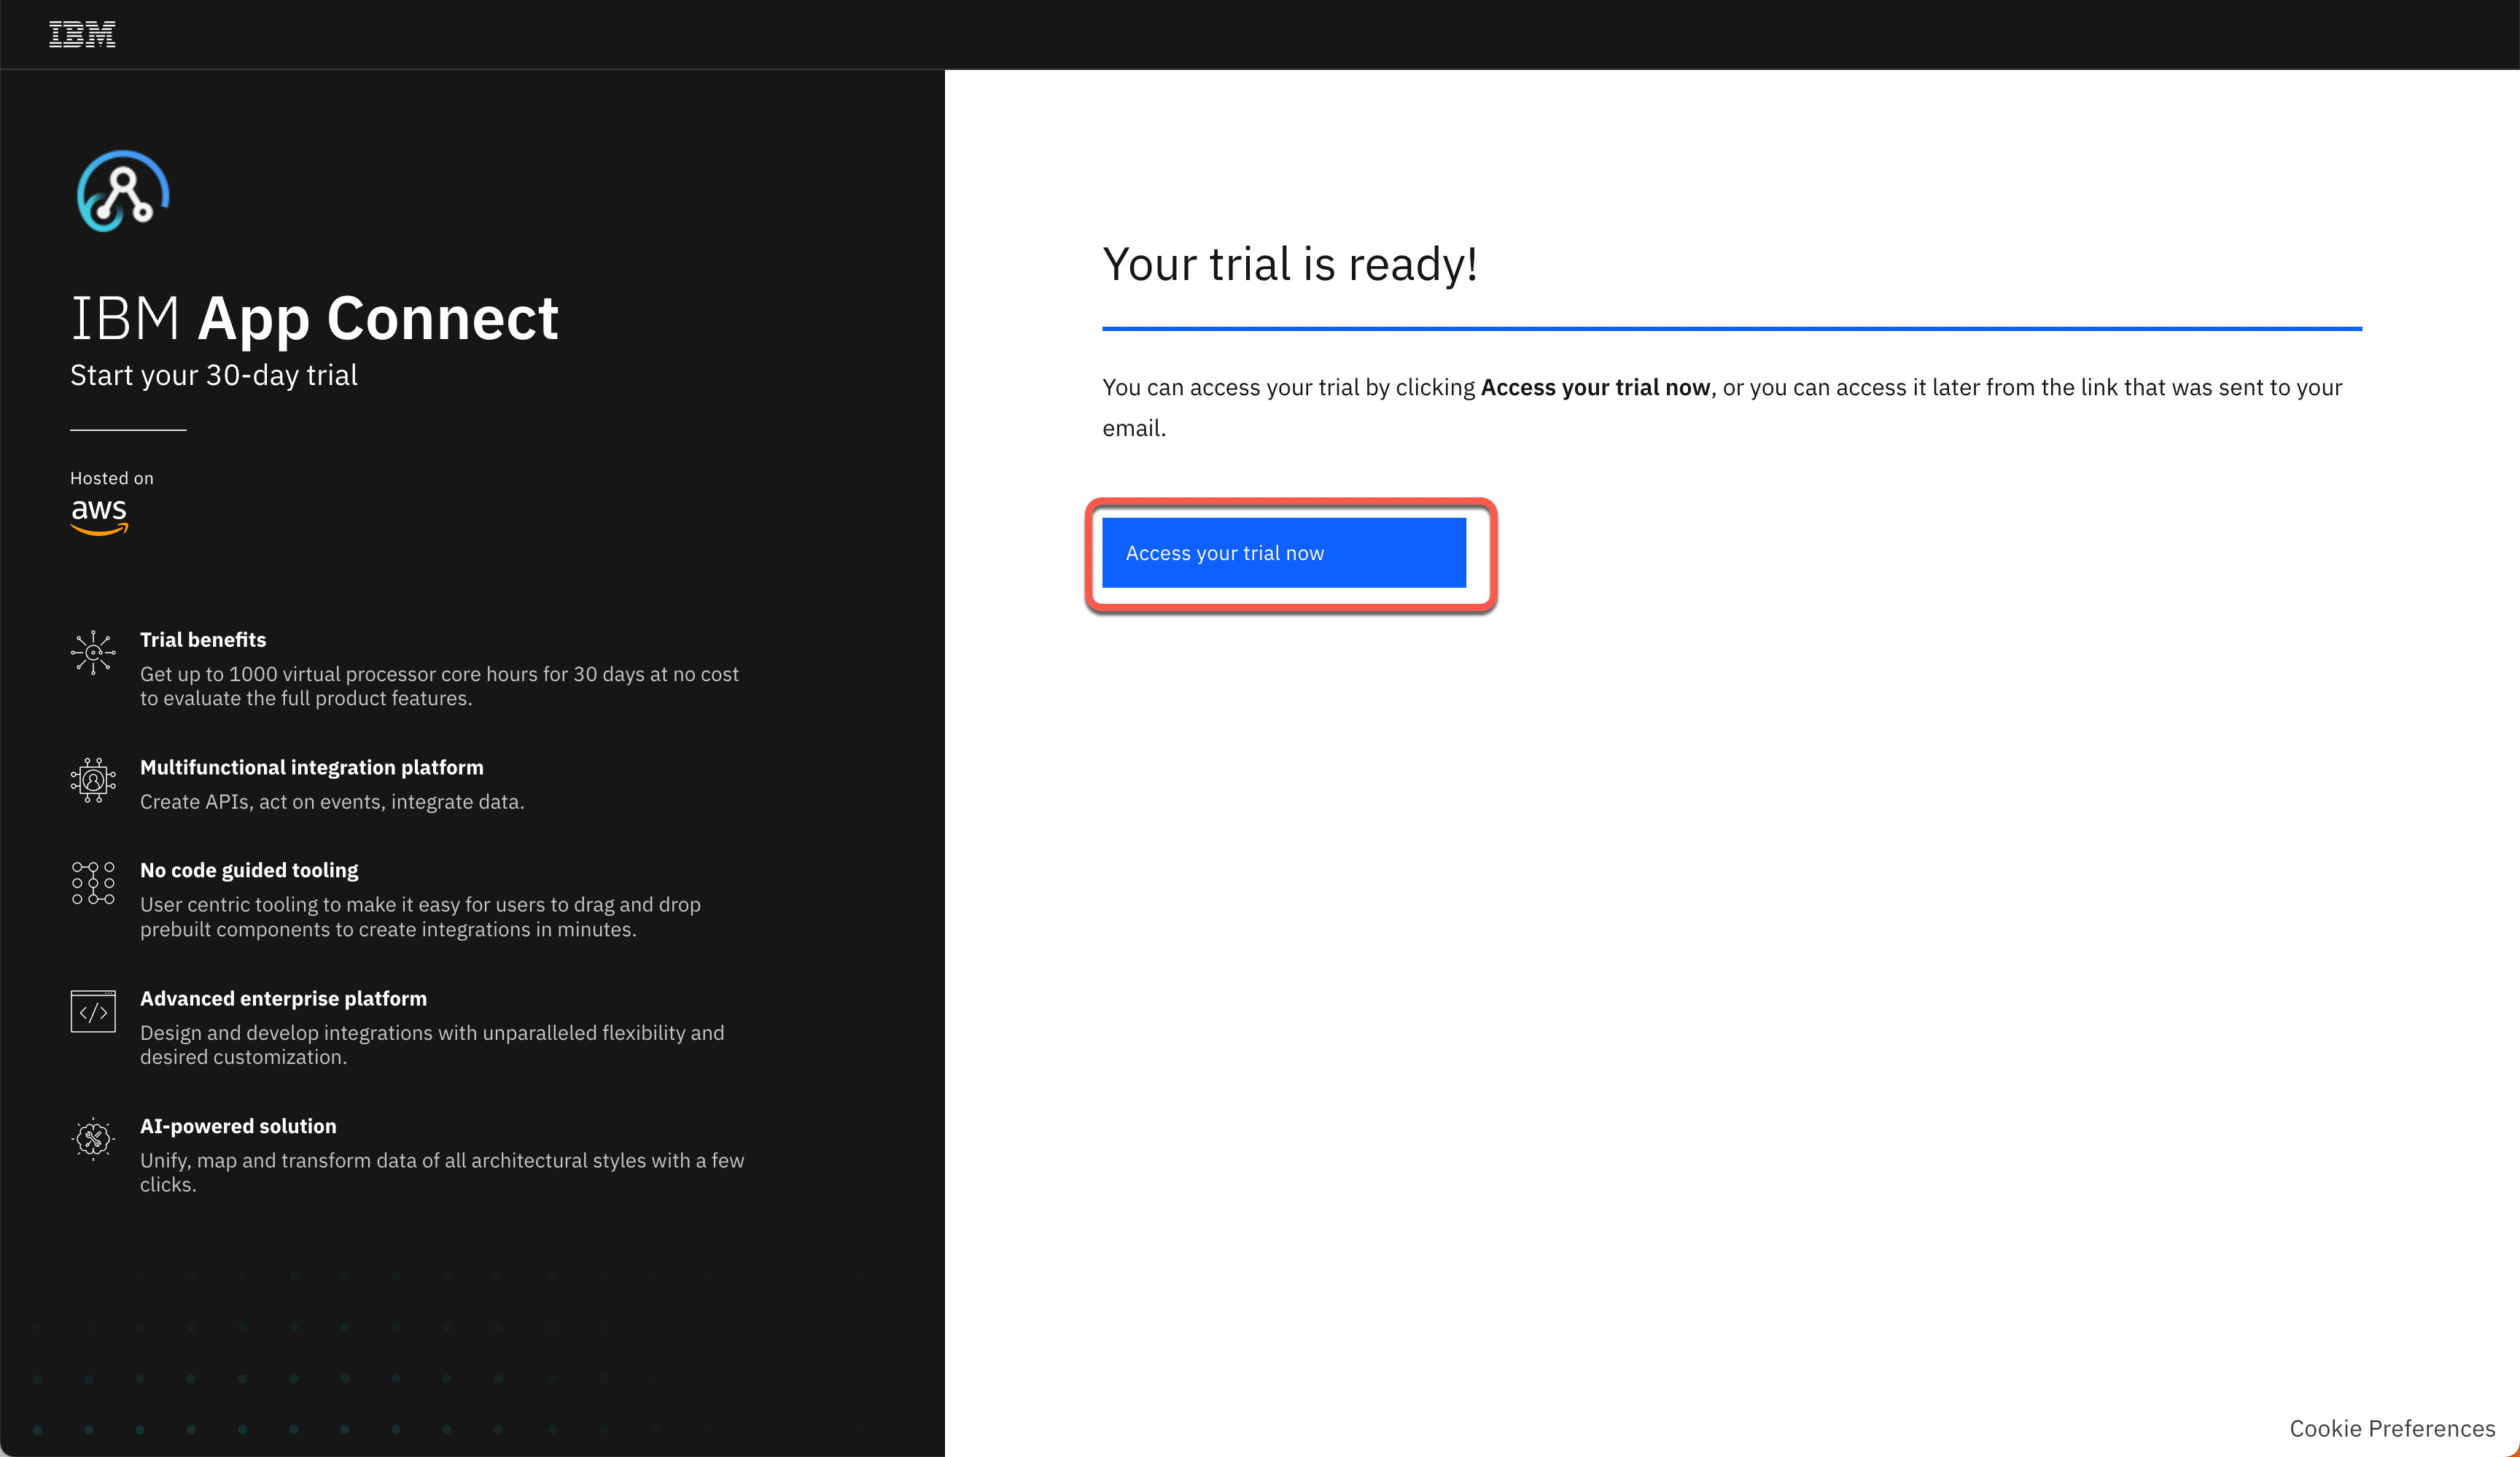 IBM
IBM App Connect
Start your 30-day trial
Hosted on
aws
Trial benefits
Get up to 1000 virtual processor core hours for 30 days at no cost
to evaluate the full product features.
Multifunctional integration platform
Create APIs, act on events, integrate data.
No code guided tooling
User centric tooling to make it easy for users to drag and drop
prebuilt components to create integrations in minutes.
Advanced enterprise platform
Design and develop integrations with unparalleled flexibility and
desired customization.
AI-powered solution
Unify, map and transform data of all architectural styles with a few
clicks.
Your trial is ready!
You can access your trial by clicking Access your trial now, or you can access it later from the link that was sent to your
email.
Access your trial now
Cookie Preferences